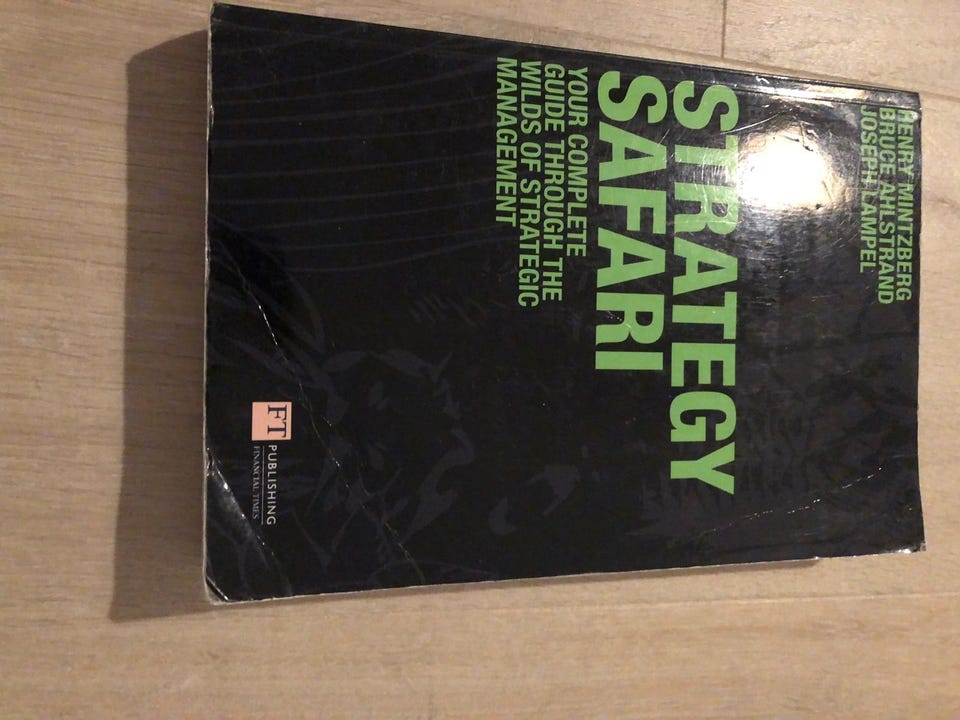 HENRY MINTZBERG
BRUCE AHLSTRAND
JOSEPH LAMPEL
STRATEGY
SAFARI
YOUR COMPLETE
GUIDE THROUGH THE
WILDS OF STRATEGIC
MANAGEMENT
FT PUBLISHING
FINANCIAL TIMES